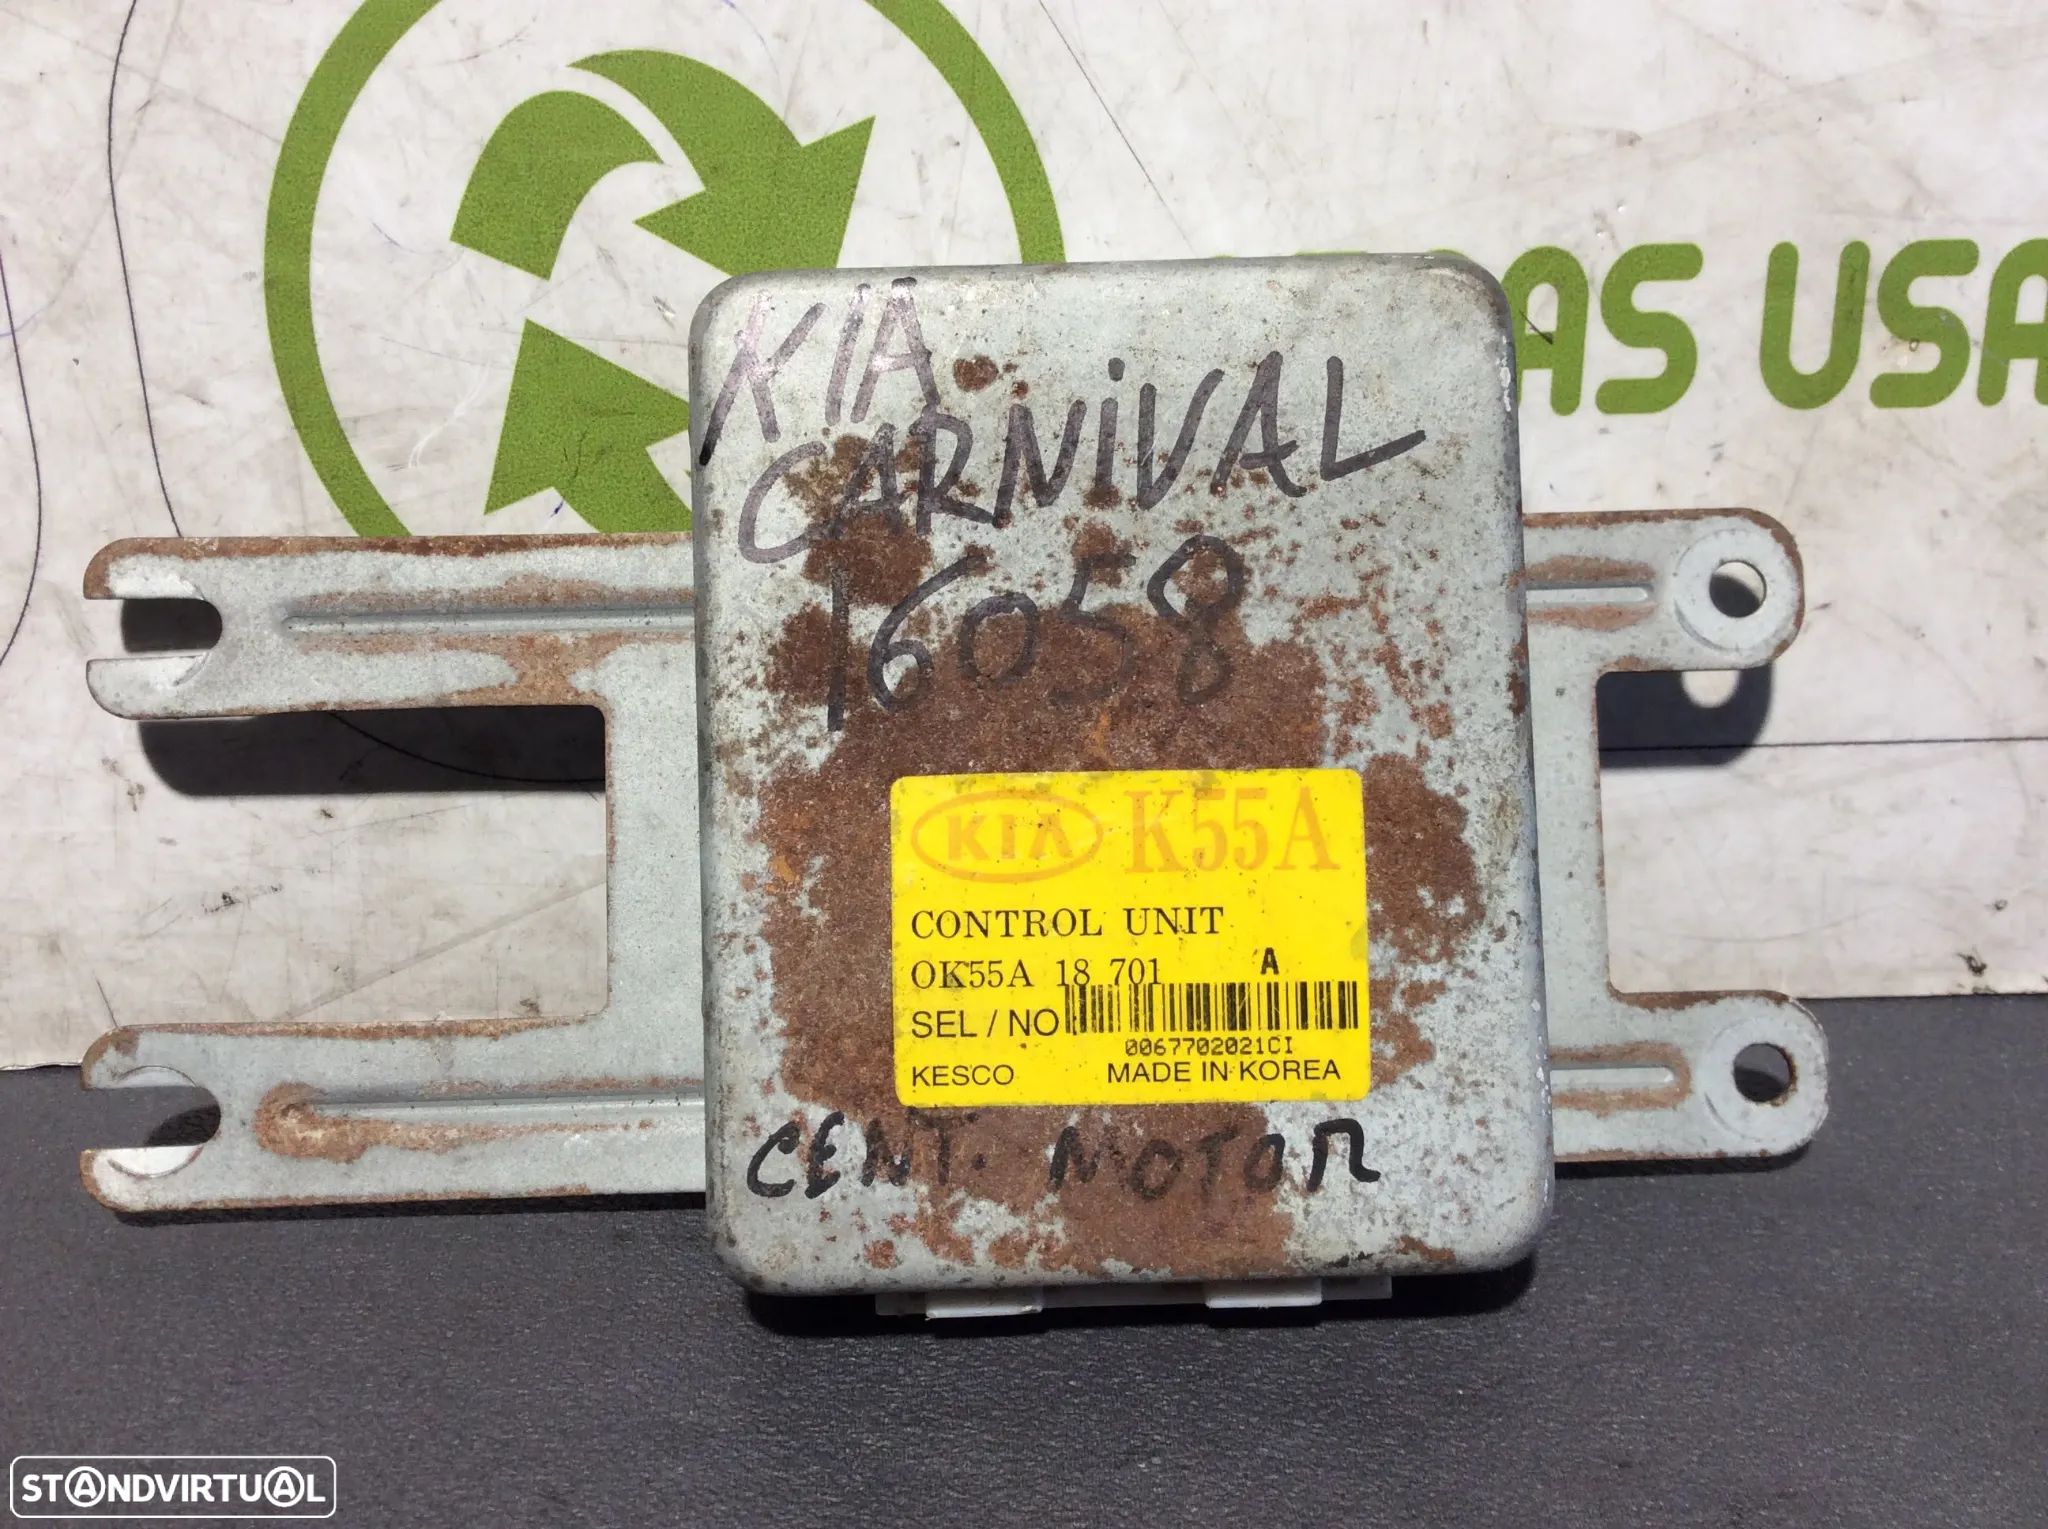 AS USA
KIA
CARNiVAL
16058
KIA K55A
CONTROL UNIT
OK55A 18 701 A
SEL / NO
0067702021CI
KESCO MADE IN KOREA
CENT. MOTOR
STANDVIRTUAL